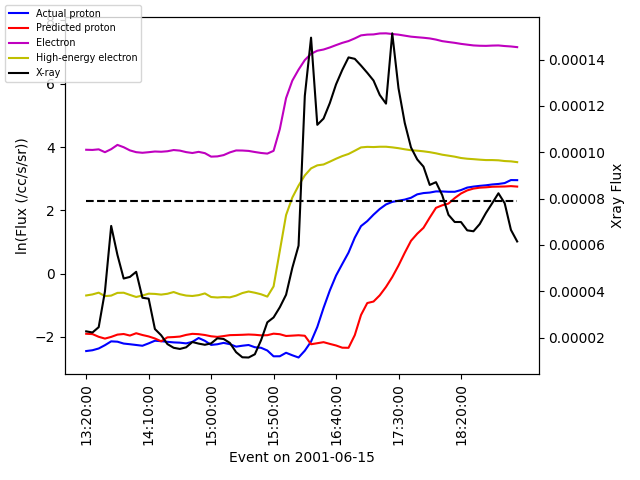 Actual proton
Predicted proton
Electron
High-energy electron
X-ray
6
4
2
0
−2
ln(Flux (/cc/s/sr))
0.00014
0.00012
0.00010
0.00008
0.00006
0.00004
0.00002
Xray Flux
13:20:00
14:10:00
15:00:00
15:50:00
16:40:00
17:30:00
18:20:00
Event on 2001-06-15